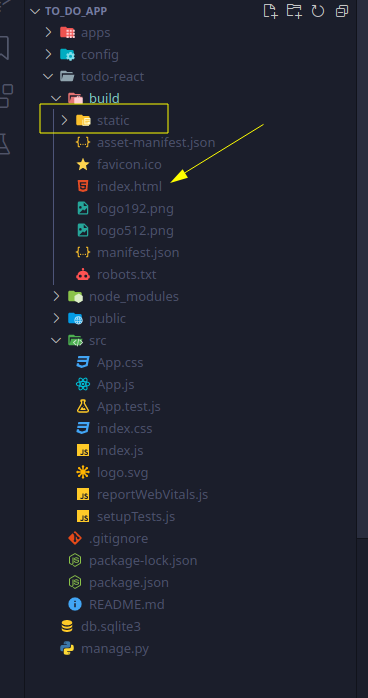 TO_DO_APP
apps
config
todo-react
build
static
asset-manifest.json
favicon.ico
index.html
logo192.png
logo512.png
manifest.json
robots.txt
node_modules
public
src
App.css
App.js
App.test.js
index.css
index.js
logo.svg
reportWebVitals.js
setupTests.js
.gitignore
package-lock.json
package.json
README.md
db.sqlite3
manage.py